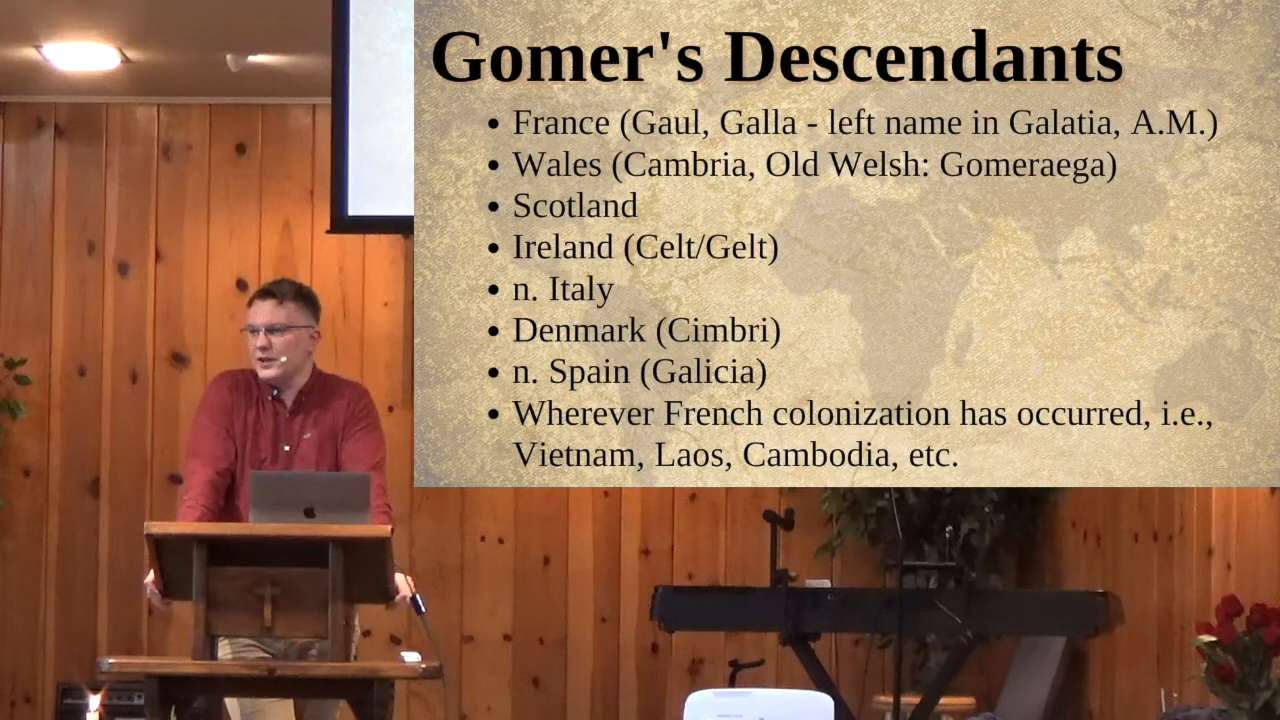 Gomer's Descendants
• France (Gaul, Galla - left name in Galatia, A.M.)
• Wales (Cambria, Old Welsh: Gomeraega)
• Scotland
• Ireland (Celt/Gelt)
• n. Italy
• Denmark (Cimbri)
• n. Spain (Galicia)
• Wherever French colonization has occurred, i.e.,
Vietnam, Laos, Cambodia, etc.